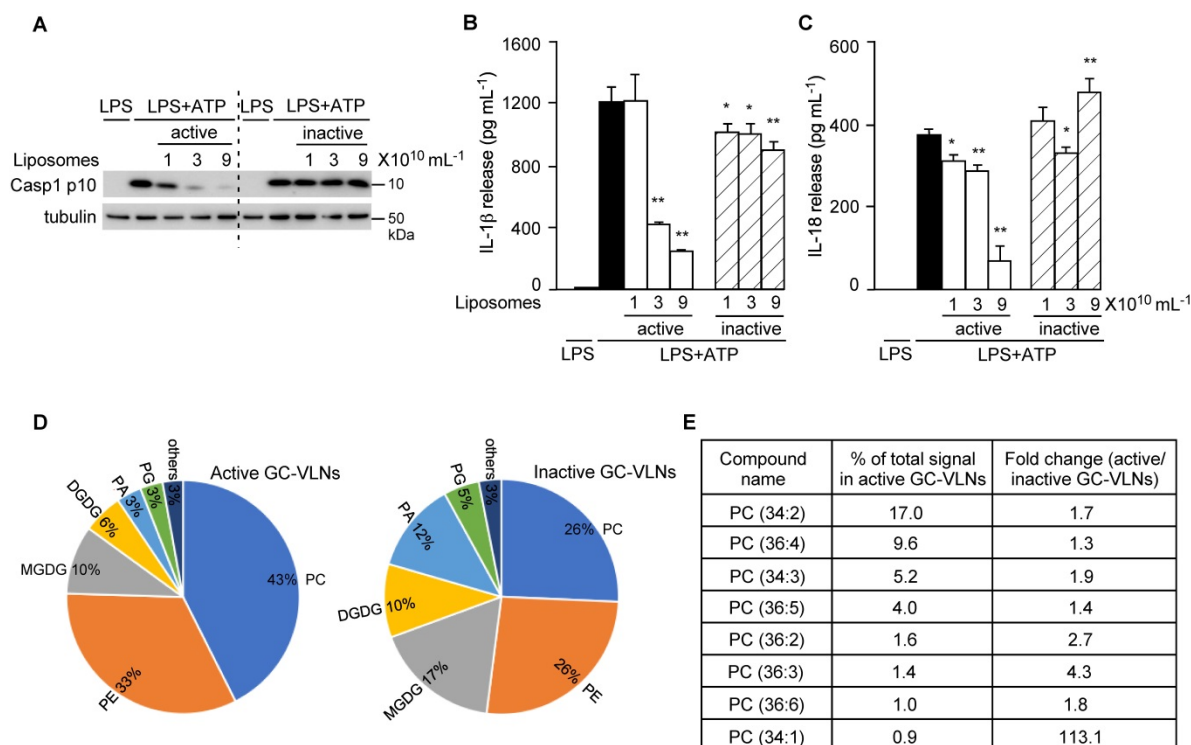 A
LPS LPS+ATP LPS LPS+ATP
active inactive
Liposomes 1 3 9 1 3 9 X10¹⁰ mL⁻¹
Casp1 p10 10
tubulin 50
kDa
B
IL-1β release (pg mL⁻¹)
1600
1200
800
400
0
** ** * * **
Liposomes 1 3 9 1 3 9
active inactive
LPS LPS+ATP
C
IL-18 release (pg mL⁻¹)
600
400
200
0
* ** ** * **
1 3 9 1 3 9 X10¹⁰ mL⁻¹
active inactive
LPS LPS+ATP
D
Active GC-VLNs
43% PC
PE 33%
MGDG 10%
DGDG 6%
PA 3%
PG 3%
others 3%
Inactive GC-VLNs
26% PC
26% PE
MGDG 17%
DGDG 10%
PA 12%
PG 5%
others 3%
E
Compound name % of total signal in active GC-VLNs Fold change (active/ inactive GC-VLNs)
PC (34:2) 17.0 1.7
PC (36:4) 9.6 1.3
PC (34:3) 5.2 1.9
PC (36:5) 4.0 1.4
PC (36:2) 1.6 2.7
PC (36:3) 1.4 4.3
PC (36:6) 1.0 1.8
PC (34:1) 0.9 113.1